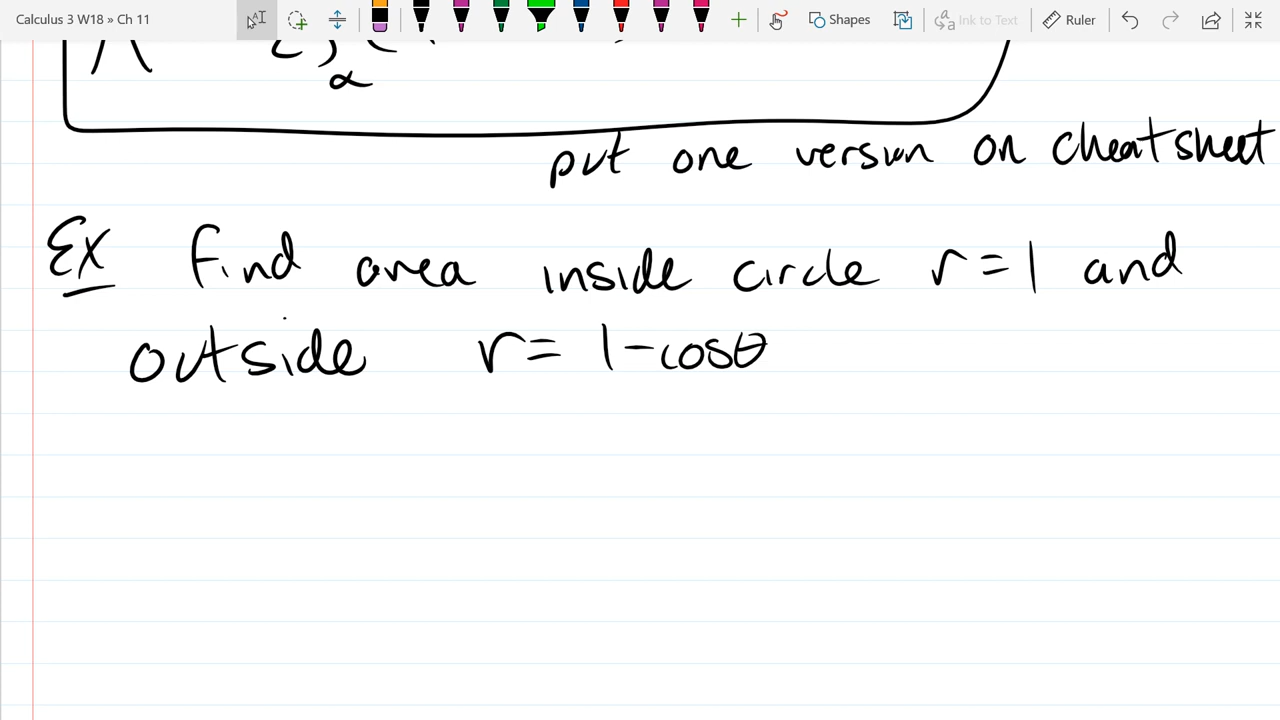 Calculus 3 W18 » Ch 11
Shapes
Link to Text
Ruler
α
put one version on cheatsheet
Ex Find area inside circle r=1 and
outside r= 1-cosθ